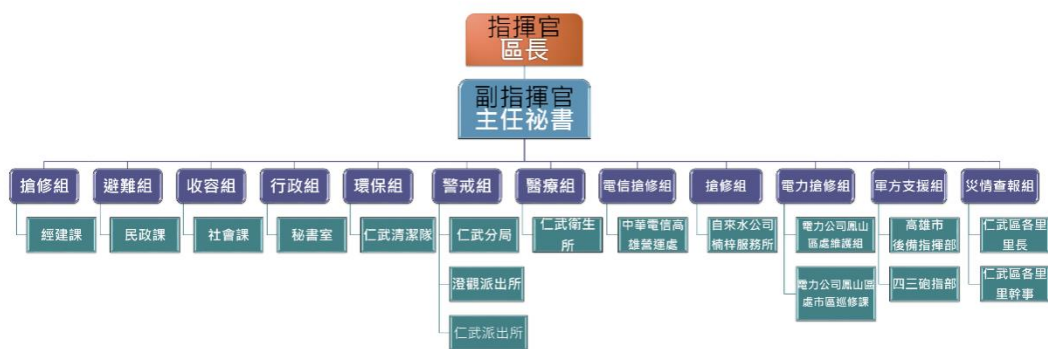 指揮官
區長
副指揮官
主任祕書
搶修組
避難組
收容組
行政組
環保組
警戒組
醫療組
電信搶修組
搶修組
電力搶修組
軍方支援組
災情查報組
經建課
民政課
社會課
秘書室
仁武清潔隊
仁武分局
仁武衛生
所
中華電信高
雄營運處
自來水公司
楠梓服務所
電力公司鳳山
區處維護組
高雄市
後備指揮部
仁武區各里
里長
澄觀派出所
電力公司鳳山區
處市區巡修課
四三砲指部
仁武區各里
里幹事
仁武派出所